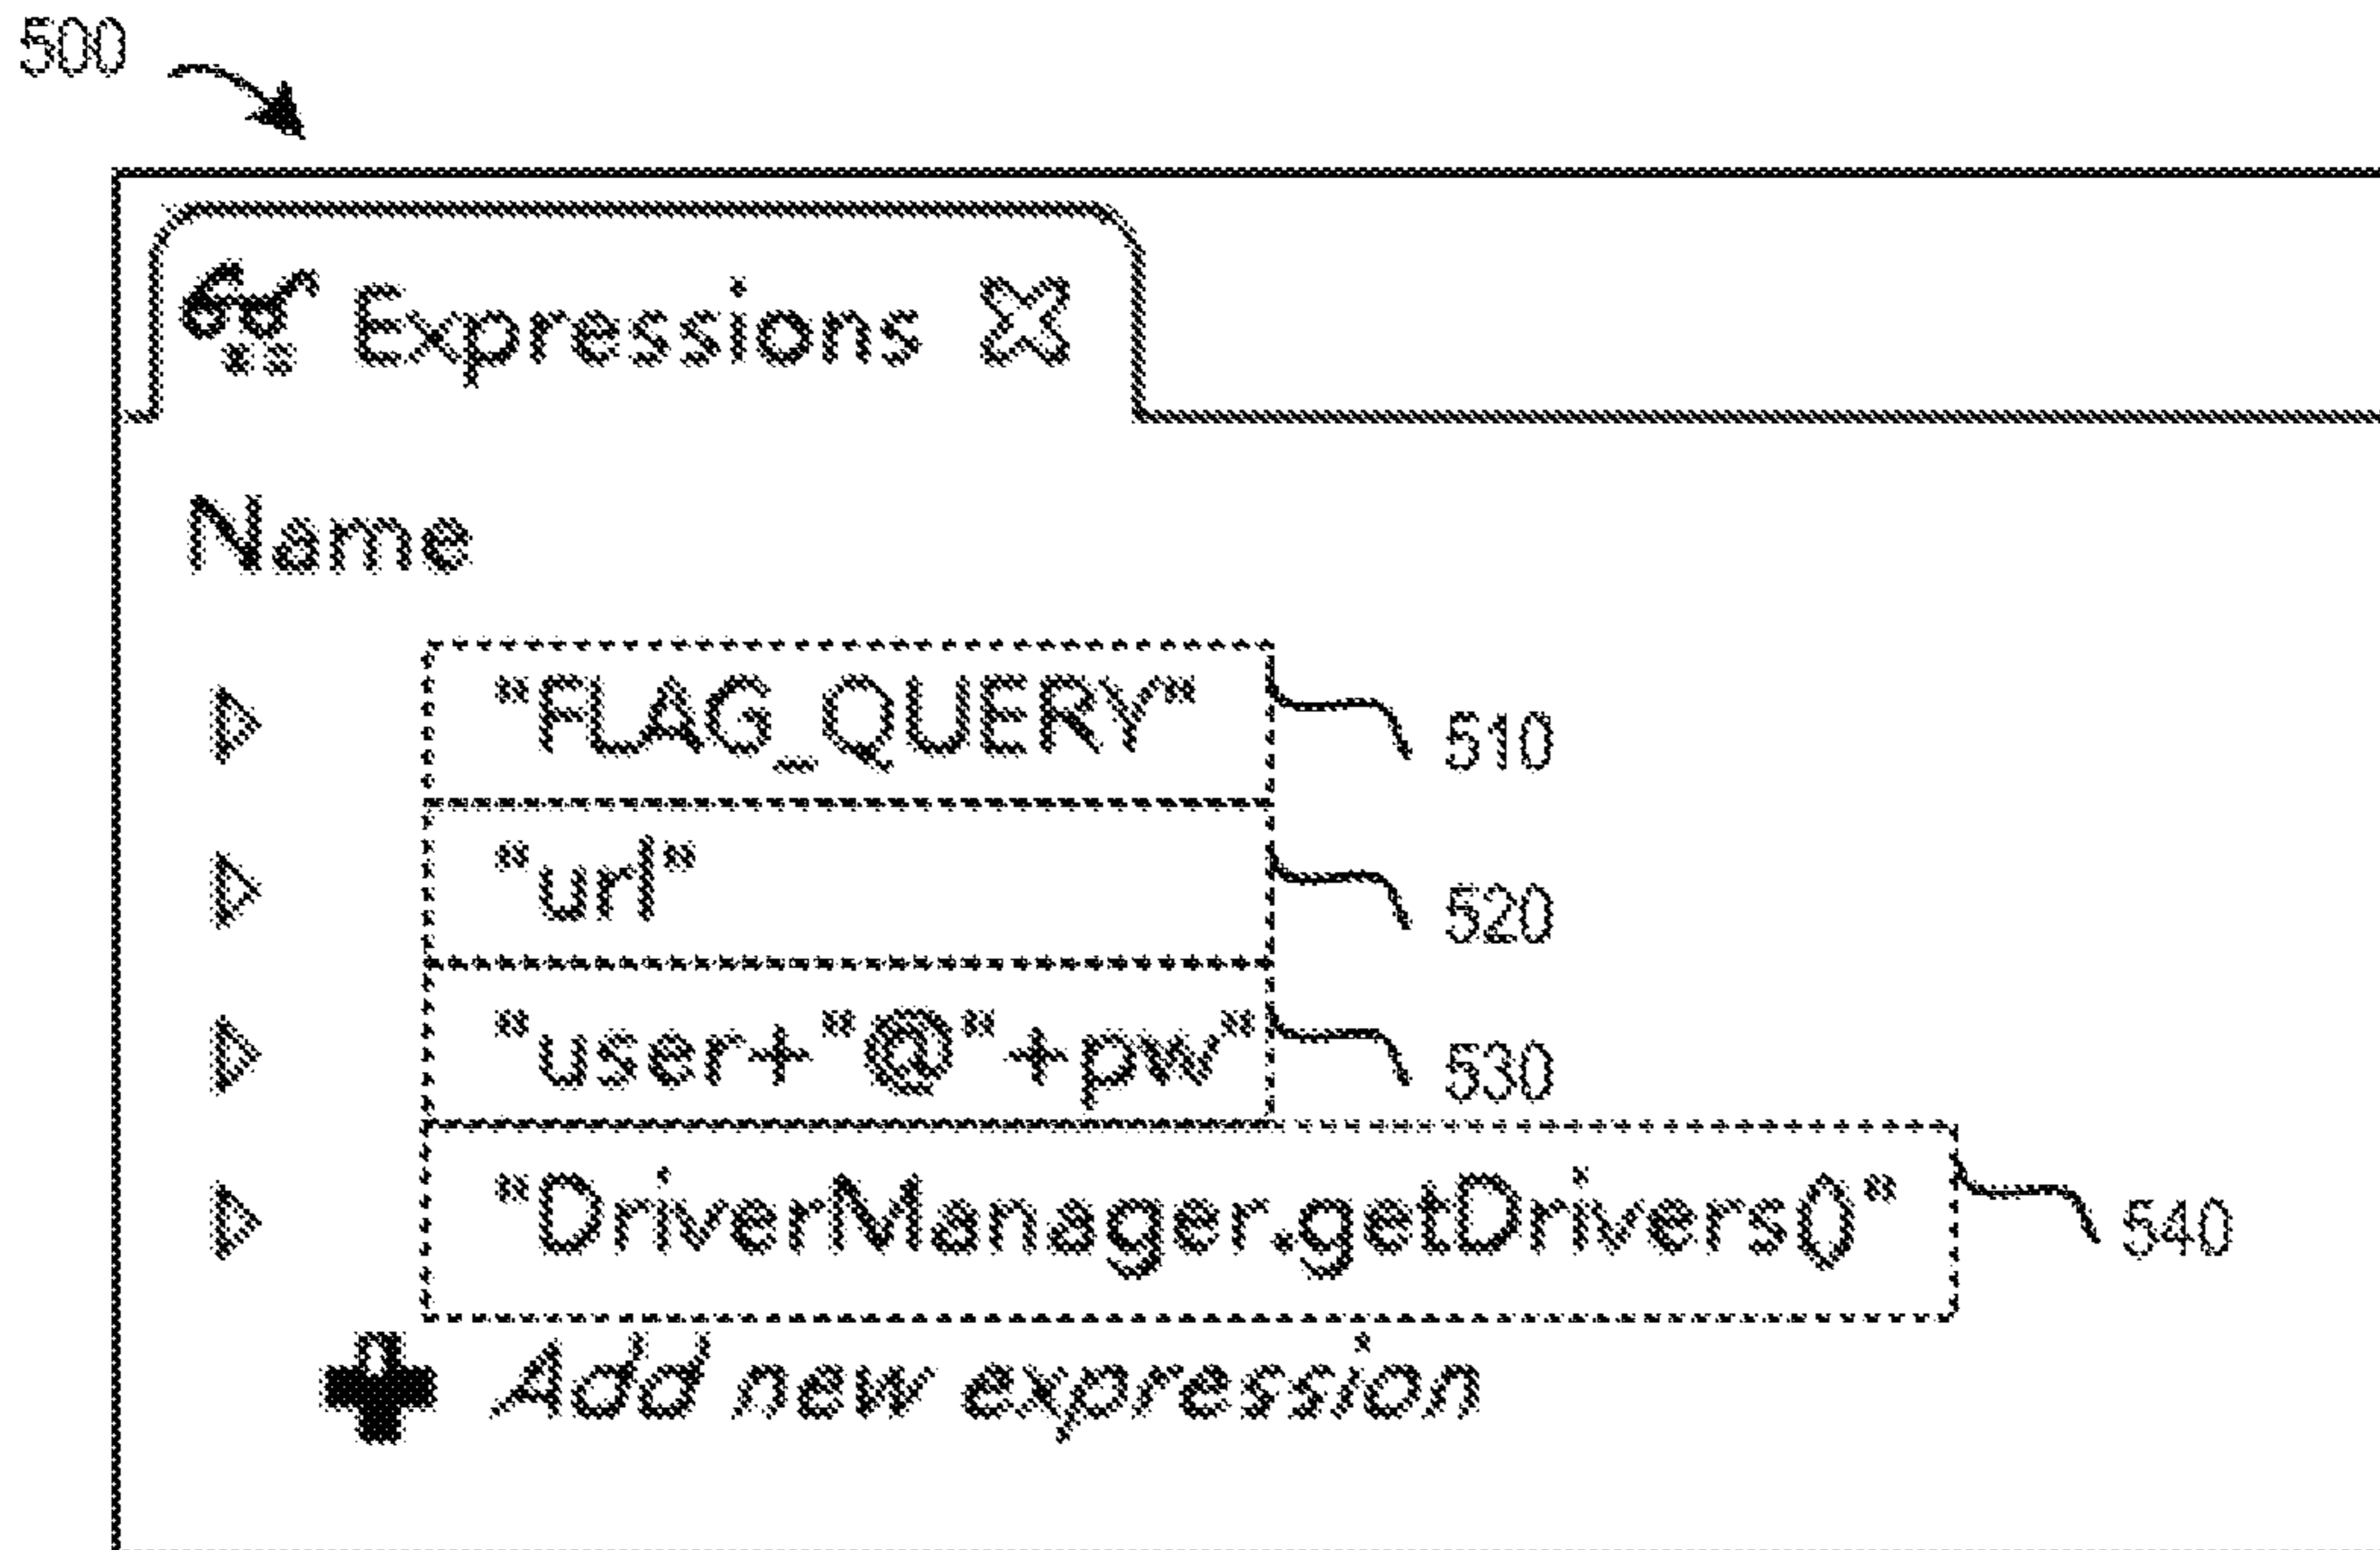 500
Expressions
Name
"FLAG_QUERY" 510
"url" 520
"user+"@"+pw" 530
"DriverManager.getDrivers()" 540
Add new expression